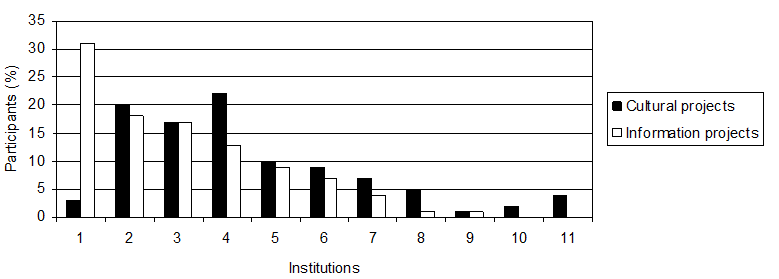 35
30
25
20
15
10
5
0
Participants (%)
1 2 3 4 5 6 7 8 9 10 11
Institutions
Cultural projects
Information projects